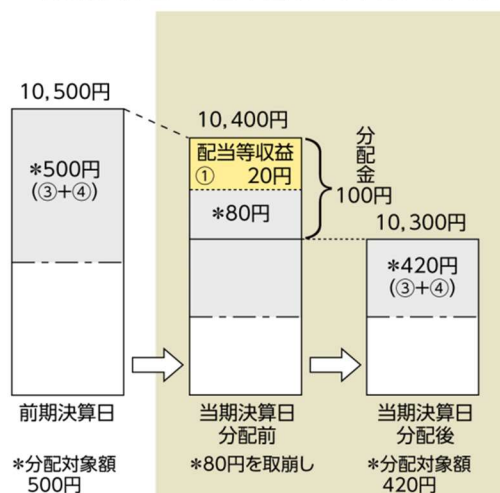 10,500円
*500円
(③+④)
前期決算日
*分配対象額
500円
10,400円
配当等収益
① 20円
*80円
分配金
100円
当期決算日
分配前
*80円を取崩し
10,300円
*420円
(③+④)
当期決算日
分配後
*分配対象額
420円